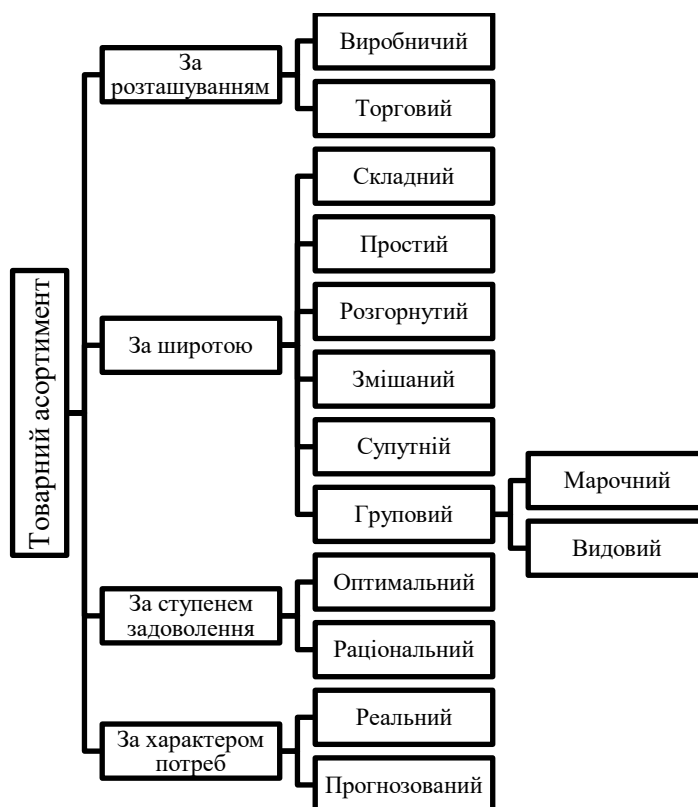 Товарний асортимент
За
розташуванням
Виробничий
Торговий
За широтою
Складний
Простий
Розгорнутий
Змішаний
Супутній
Груповий
Марочний
Видовий
За ступенем
задоволення
Оптимальний
Раціональний
За характером
потреб
Реальний
Прогнозований